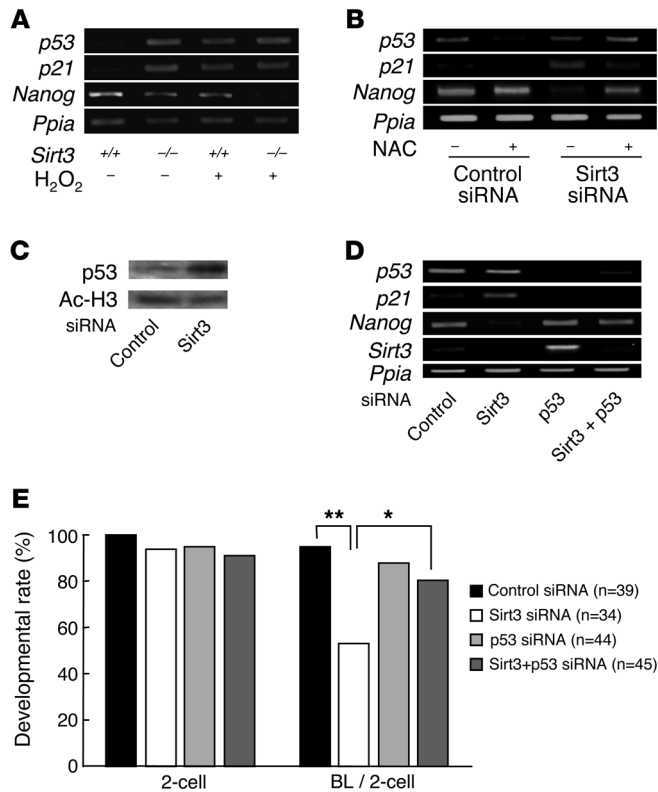 A
p53
p21
Nanog
Ppia
Sirt3 +/+ –/– +/+ –/–
H2O2 – – + +
B
p53
p21
Nanog
Ppia
NAC – + – +
Control siRNA Sirt3 siRNA
C
p53
Ac-H3
siRNA
Control Sirt3
D
p53
p21
Nanog
Sirt3
Ppia
siRNA
Control Sirt3 p53 Sirt3 + p53
E
Developmental rate (%)
100
80
60
40
20
0
** *
2-cell BL / 2-cell
Control siRNA (n=39)
Sirt3 siRNA (n=34)
p53 siRNA (n=44)
Sirt3+p53 siRNA (n=45)